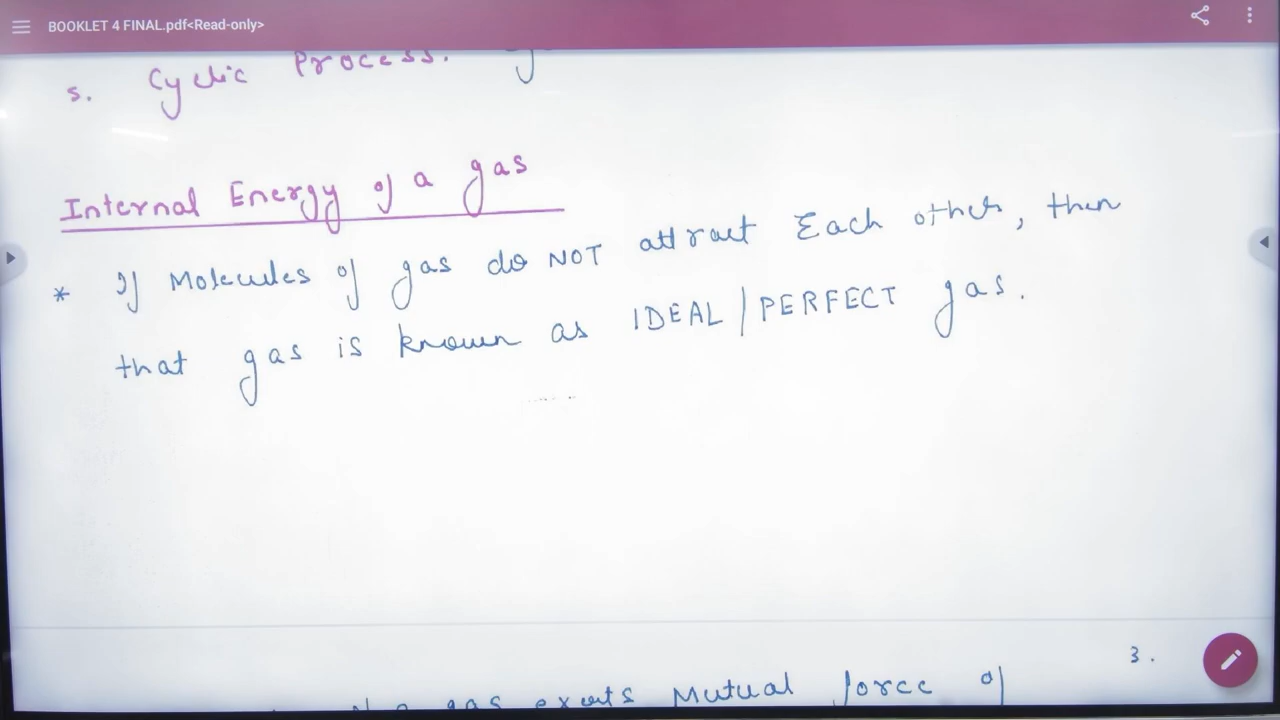 BOOKLET 4 FINAL.pdf<Read-only>
5. Cyclic Process.
Internal Energy of a gas
* If Molecules of gas do NOT attract Each other, then
that gas is known as IDEAL/PERFECT gas.
3.
gas exerts Mutual force of